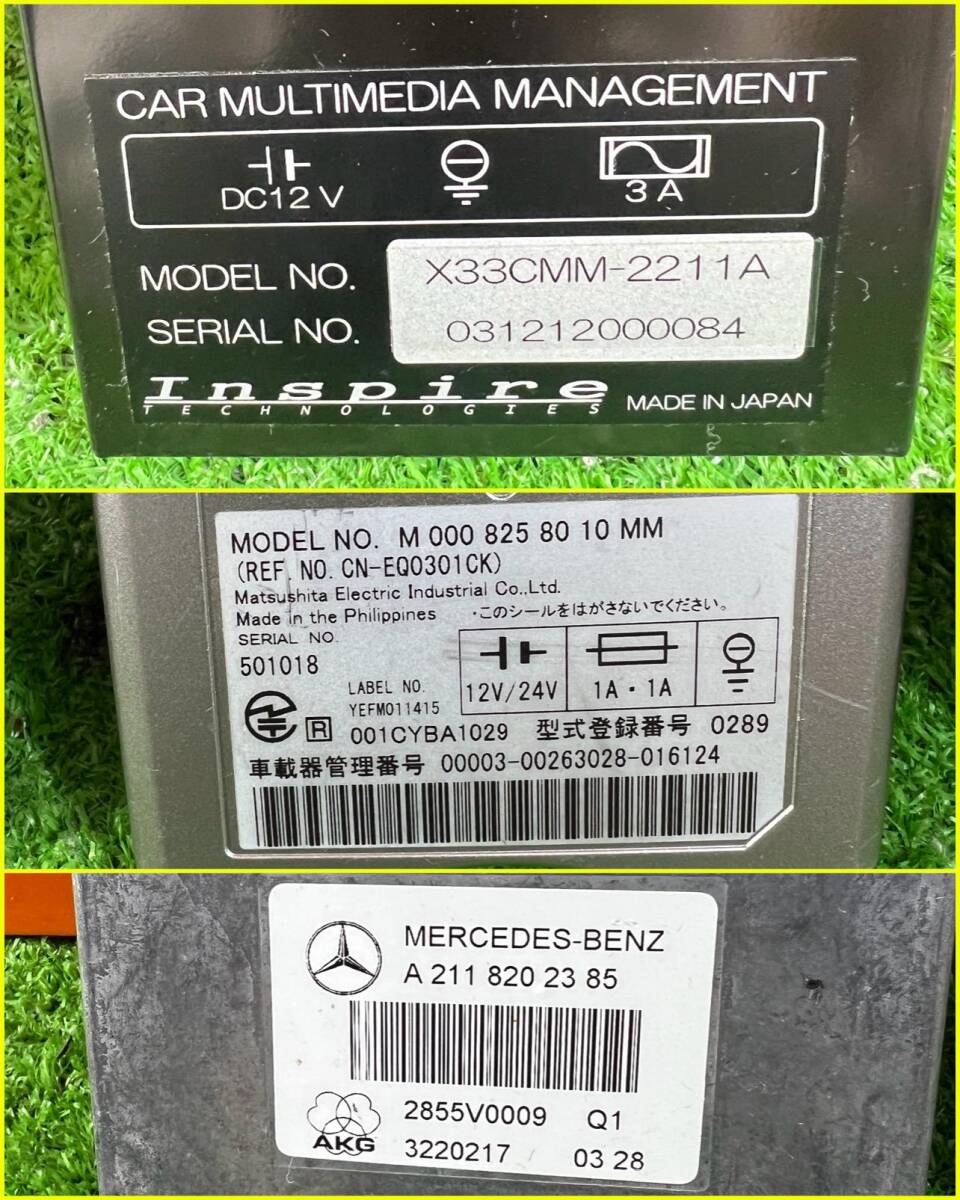 CAR MULTIMEDIA MANAGEMENT
DC12V
3A
MODEL NO. X33CMM-2211A
SERIAL NO. 031212000084
Inspire
TECHNOLOGIES
MADE IN JAPAN
MODEL NO. M 000 825 80 10 MM
(REF. NO. CN-EQ0301CK)
Matsushita Electric Industrial Co.,Ltd.
Made in the Philippines ・このシールをはがさないでください。
SERIAL NO.
501018
12V/24V 1A・1A
LABEL NO.
YEFM011415
R 001CYBA1029 型式登録番号 0289
車載器管理番号 00003-00263028-016124
MERCEDES-BENZ
A 211 820 23 85
2855V0009 Q1
AKG
3220217 03 28